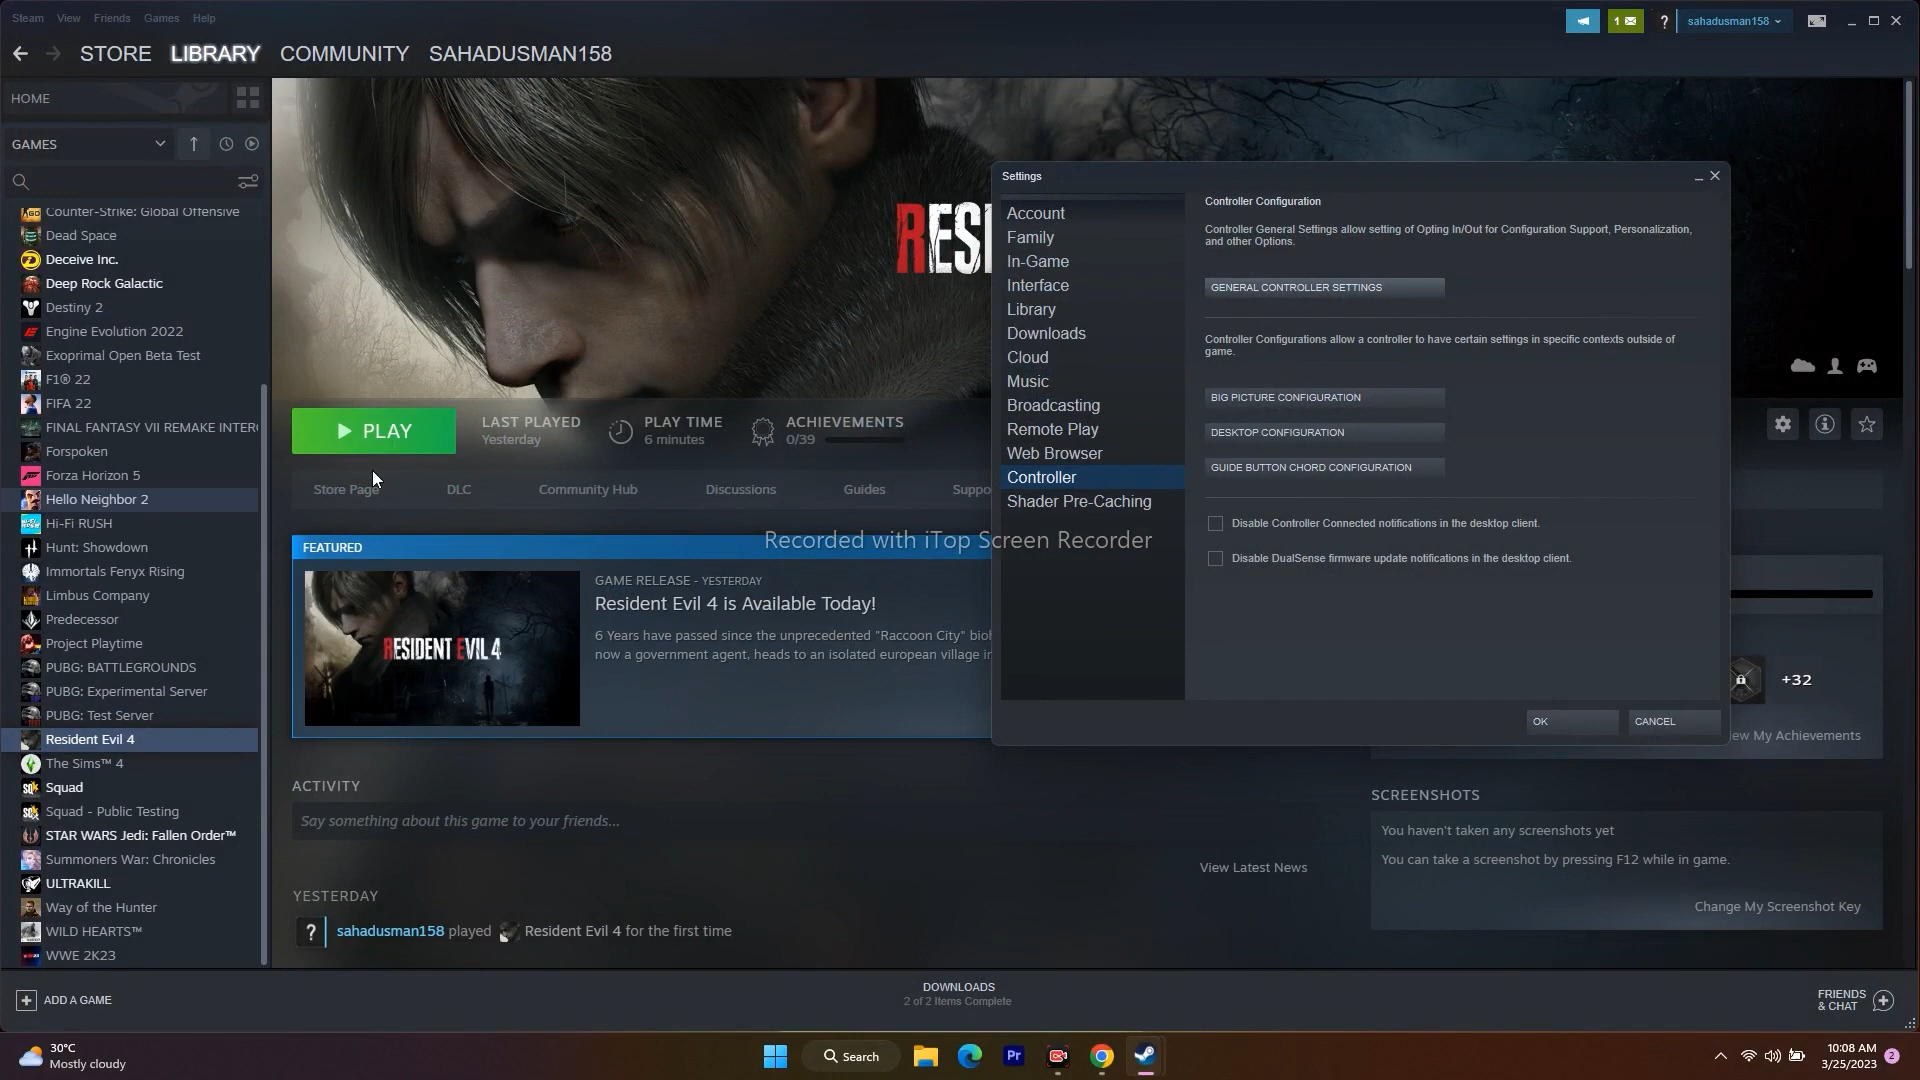 Steam View Friends Games Help
1
?
sahadusman158
STORE LIBRARY COMMUNITY SAHADUSMAN158
HOME
GAMES
Counter-Strike: Global Offensive
Dead Space
Deceive Inc.
Deep Rock Galactic
Destiny 2
Engine Evolution 2022
Exoprimal Open Beta Test
F1® 22
FIFA 22
FINAL FANTASY VII REMAKE INTER
Forspoken
Forza Horizon 5
Hello Neighbor 2
Hi-Fi RUSH
Hunt: Showdown
Immortals Fenyx Rising
Limbus Company
Predecessor
Project Playtime
PUBG: BATTLEGROUNDS
PUBG: Experimental Server
PUBG: Test Server
Resident Evil 4
The Sims™ 4
Squad
Squad - Public Testing
STAR WARS Jedi: Fallen Order™
Summoners War: Chronicles
ULTRAKILL
Way of the Hunter
WILD HEARTS™
WWE 2K23
RESI
PLAY
LAST PLAYED
Yesterday
PLAY TIME
6 minutes
ACHIEVEMENTS
0/39
Store Page DLC Community Hub Discussions Guides Suppo
FEATURED
RESIDENT EVIL 4
GAME RELEASE - YESTERDAY
Resident Evil 4 is Available Today!
6 Years have passed since the unprecedented "Raccoon City" biol
now a government agent, heads to an isolated european village in
Recorded with iTop Screen Recorder
ACTIVITY
Say something about this game to your friends...
View Latest News
YESTERDAY
?
sahadusman158 played Resident Evil 4 for the first time
Settings
Account
Family
In-Game
Interface
Library
Downloads
Cloud
Music
Broadcasting
Remote Play
Web Browser
Controller
Shader Pre-Caching
Controller Configuration
Controller General Settings allow setting of Opting In/Out for Configuration Support, Personalization,
and other Options.
GENERAL CONTROLLER SETTINGS
Controller Configurations allow a controller to have certain settings in specific contexts outside of
game.
BIG PICTURE CONFIGURATION
DESKTOP CONFIGURATION
GUIDE BUTTON CHORD CONFIGURATION
Disable Controller Connected notifications in the desktop client.
Disable DualSense firmware update notifications in the desktop client.
OK
CANCEL
+32
ew My Achievements
SCREENSHOTS
You haven't taken any screenshots yet
You can take a screenshot by pressing F12 while in game.
Change My Screenshot Key
ADD A GAME
DOWNLOADS
2 of 2 Items Complete
FRIENDS
& CHAT
30°C
Mostly cloudy
Search
Pr
10:08 AM
3/25/2023
2